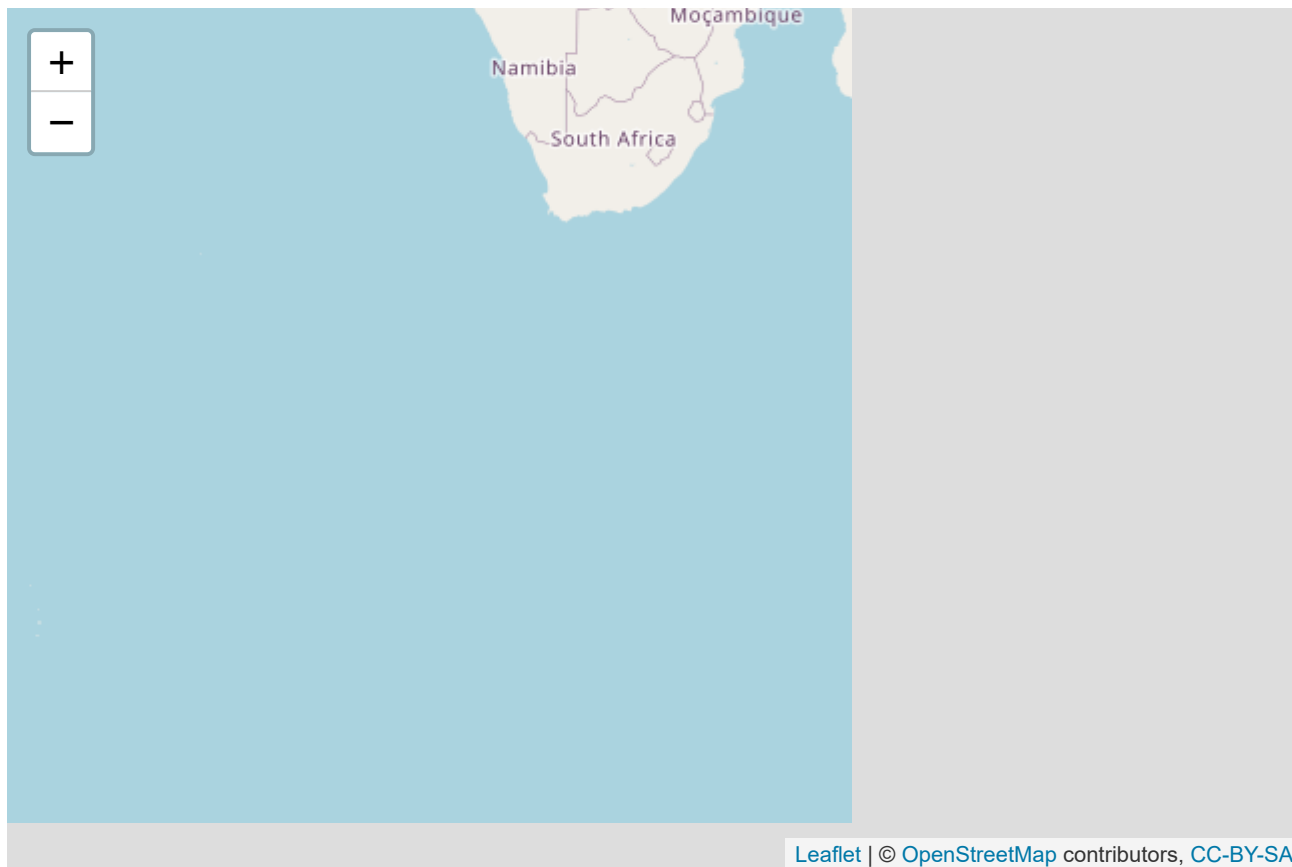 Moçambique
+
Namibia
−
South Africa
Leaflet | © OpenStreetMap contributors, CC-BY-SA